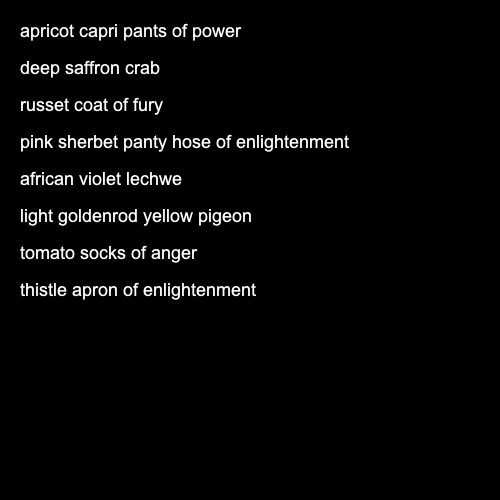 apricot capri pants of power
deep saffron crab
russet coat of fury
pink sherbet panty hose of enlightenment
african violet lechwe
light goldenrod yellow pigeon
tomato socks of anger
thistle apron of enlightenment